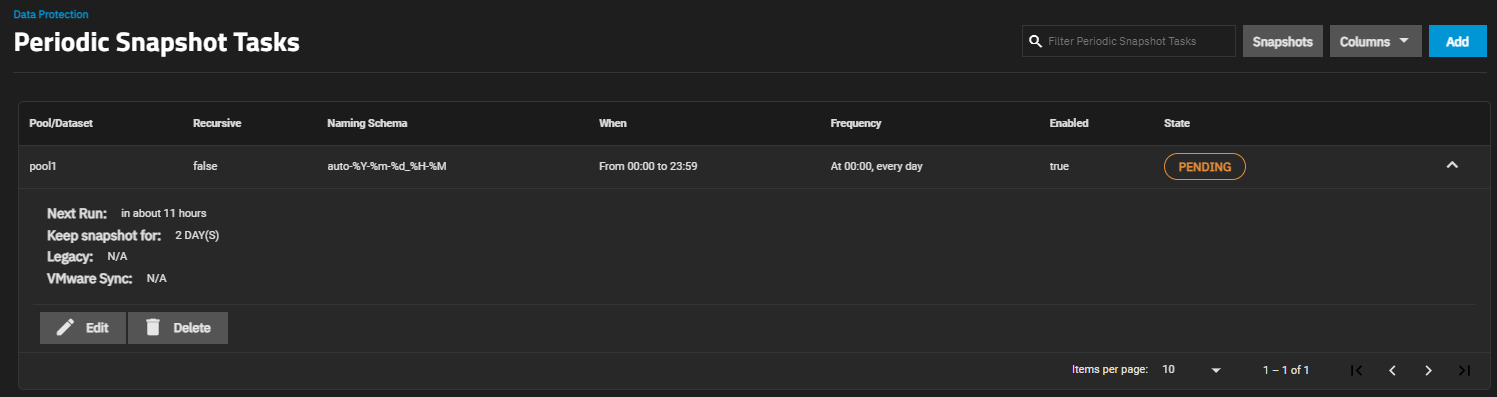 Data Protection
Periodic Snapshot Tasks
Filter Periodic Snapshot Tasks
Snapshots
Columns
Add
Pool/Dataset Recursive Naming Schema When Frequency Enabled State
pool1 false auto-%Y-%m-%d_%H-%M From 00:00 to 23:59 At 00:00, every day true PENDING
Next Run: in about 11 hours
Keep snapshot for: 2 DAY(S)
Legacy: N/A
VMware Sync: N/A
Edit Delete
Items per page: 10 1 – 1 of 1